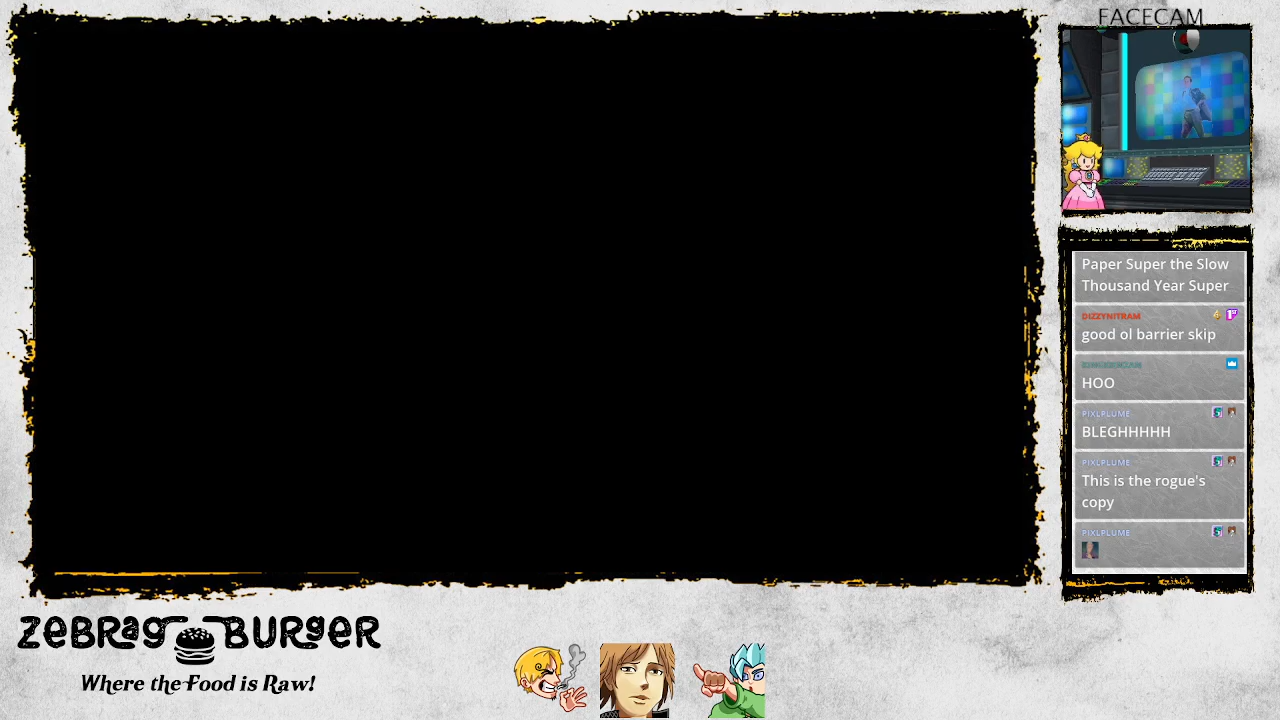 FACECAM
Paper Super the Slow
Thousand Year Super
DIZZYNITRAM
good ol barrier skip
HOO
PIXLPLUME
BLEGHHHHH
PIXLPLUME
This is the rogue's
copy
PIXLPLUME
ZEBRAG BURGER
Where the Food is Raw!